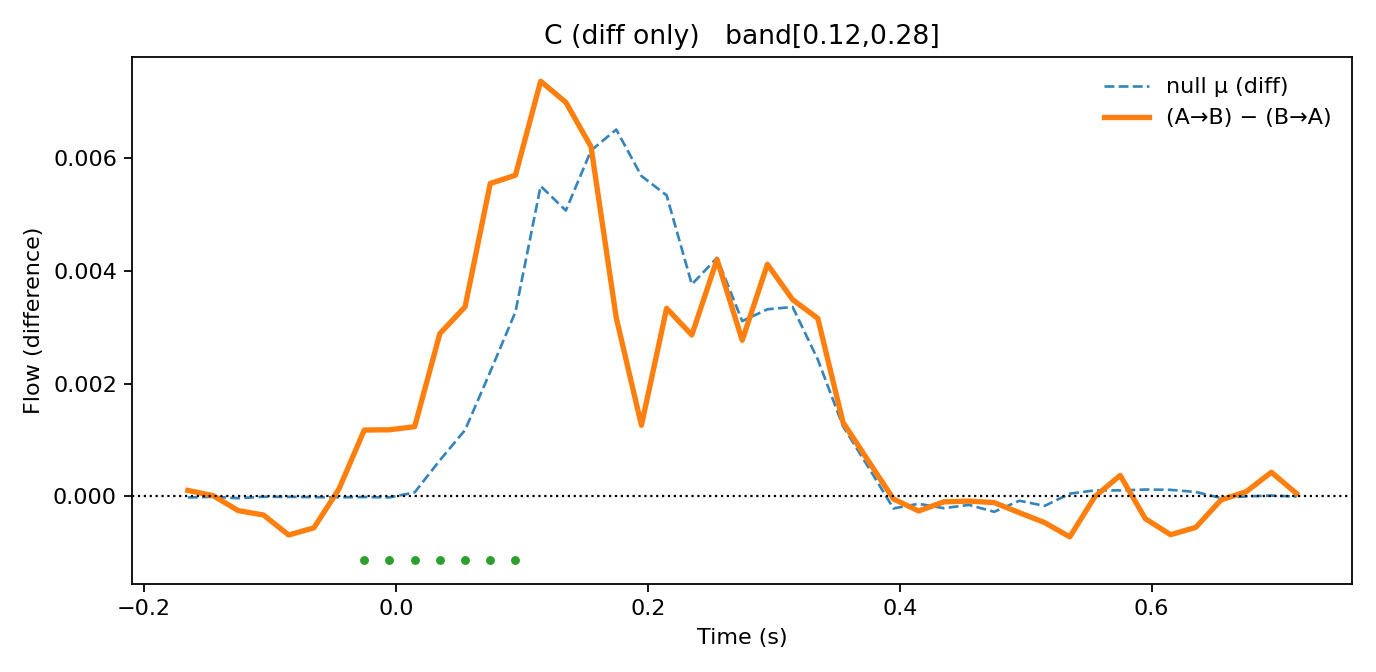 C (diff only)   band[0.12,0.28]
null μ (diff)
(A→B) − (B→A)
Flow (difference)
0.006
0.004
0.002
0.000
−0.2
0.0
0.2
0.4
0.6
Time (s)